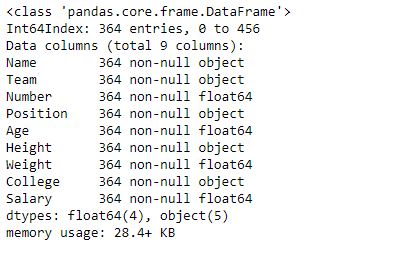 <class 'pandas.core.frame.DataFrame'>
Int64Index: 364 entries, 0 to 456
Data columns (total 9 columns):
Name        364 non-null object
Team        364 non-null object
Number      364 non-null float64
Position    364 non-null object
Age         364 non-null float64
Height      364 non-null object
Weight      364 non-null float64
College     364 non-null object
Salary      364 non-null float64
dtypes: float64(4), object(5)
memory usage: 28.4+ KB